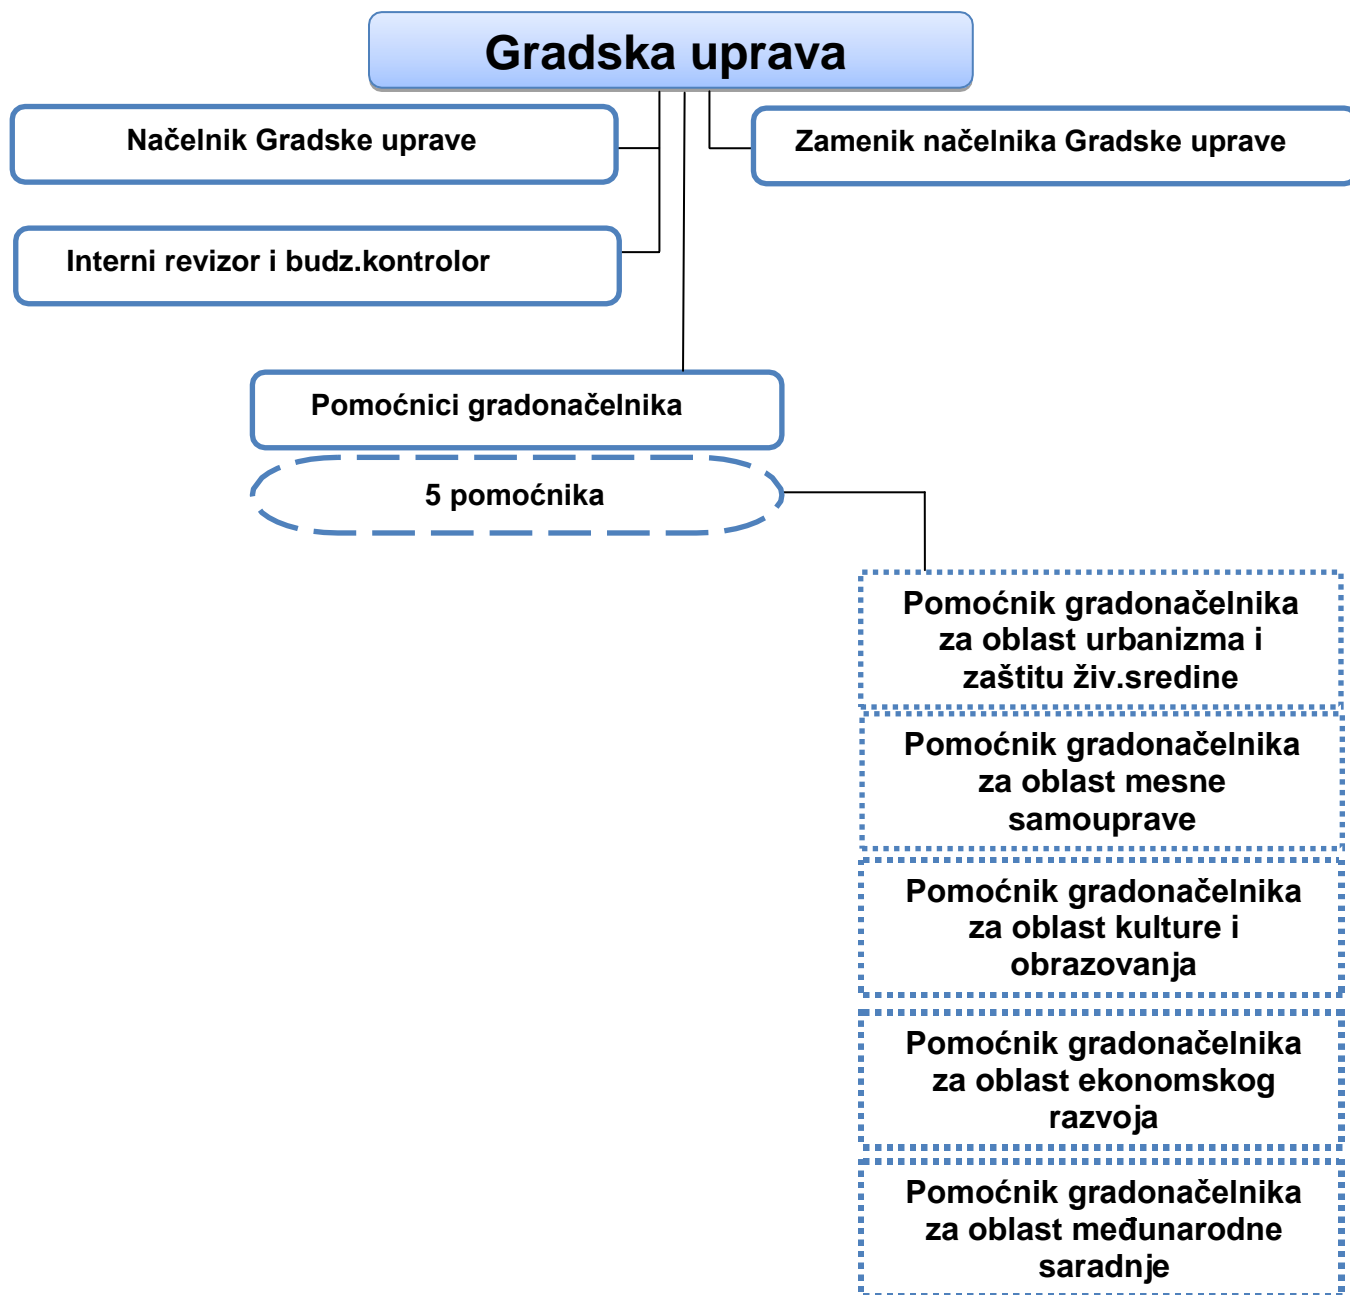 Gradska uprava
Načelnik Gradske uprave
Zamenik načelnika Gradske uprave
Interni revizor i budz.kontrolor
Pomoćnici gradonačelnika
5 pomoćnika
Pomoćnik gradonačelnika
za oblast urbanizma i
zaštitu živ.sredine
Pomoćnik gradonačelnika
za oblast mesne
samouprave
Pomoćnik gradonačelnika
za oblast kulture i
obrazovanja
Pomoćnik gradonačelnika
za oblast ekonomskog
razvoja
Pomoćnik gradonačelnika
za oblast međunarodne
saradnje